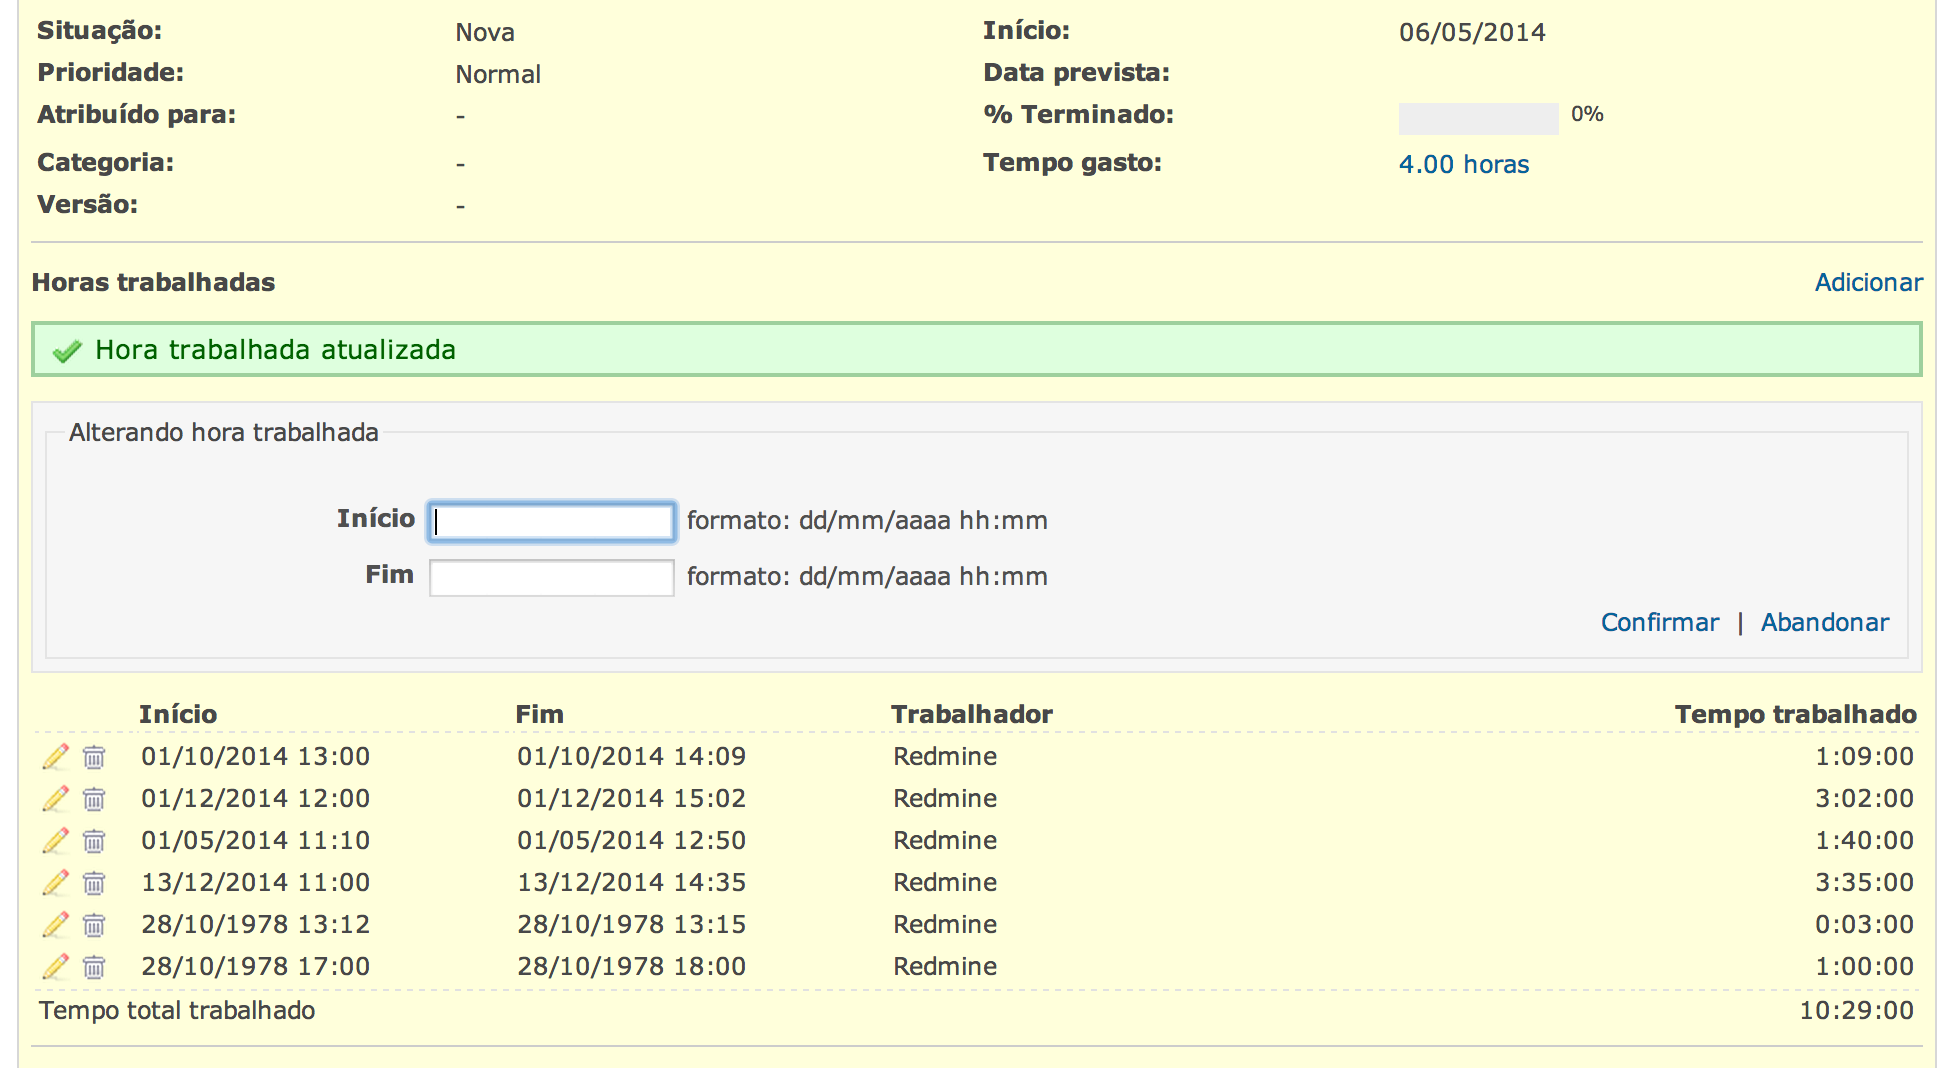 Situação: Nova Início: 06/05/2014
Prioridade: Normal Data prevista:
Atribuído para: - % Terminado: 0%
Categoria: - Tempo gasto: 4.00 horas
Versão: -
Horas trabalhadas Adicionar
Hora trabalhada atualizada
Alterando hora trabalhada
Início formato: dd/mm/aaaa hh:mm
Fim formato: dd/mm/aaaa hh:mm
Confirmar | Abandonar
Início Fim Trabalhador Tempo trabalhado
01/10/2014 13:00 01/10/2014 14:09 Redmine 1:09:00
01/12/2014 12:00 01/12/2014 15:02 Redmine 3:02:00
01/05/2014 11:10 01/05/2014 12:50 Redmine 1:40:00
13/12/2014 11:00 13/12/2014 14:35 Redmine 3:35:00
28/10/1978 13:12 28/10/1978 13:15 Redmine 0:03:00
28/10/1978 17:00 28/10/1978 18:00 Redmine 1:00:00
Tempo total trabalhado 10:29:00